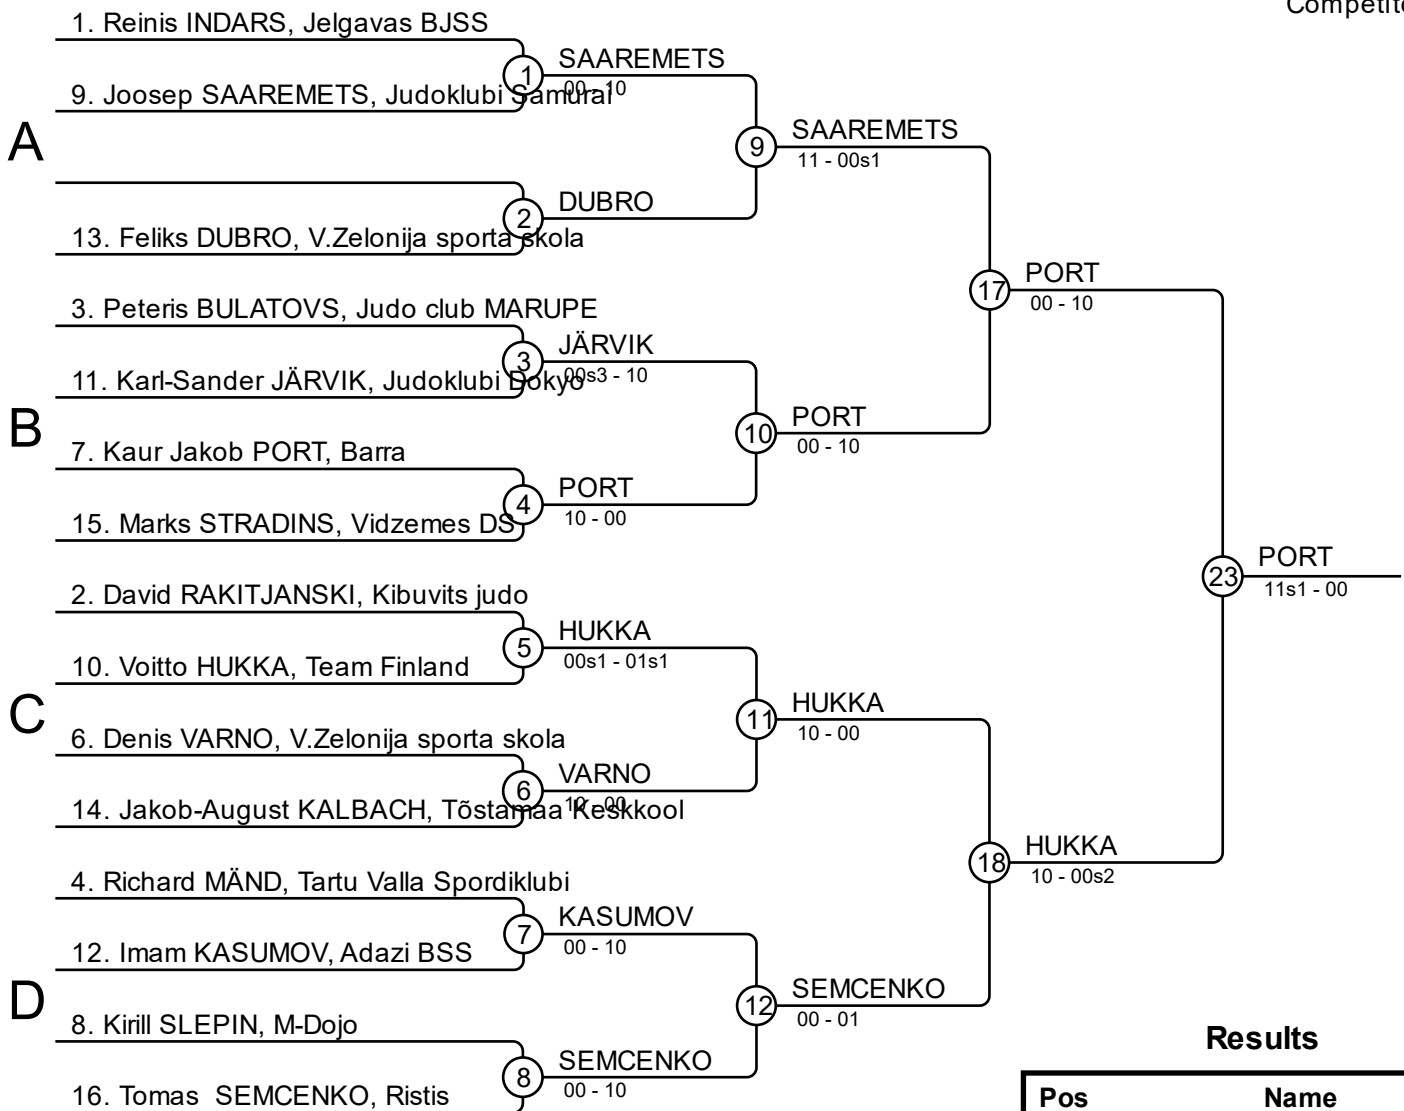 Competit
1. Reinis INDARS, Jelgavas BJSS
1
SAAREMETS
00 - 10
9. Joosep SAAREMETS, Judoklubi Samurai
A
9
SAAREMETS
11 - 00s1
2
DUBRO
13. Feliks DUBRO, V.Zelonija sporta skola
17
PORT
00 - 10
3. Peteris BULATOVS, Judo club MARUPE
3
JÄRVIK
00s3 - 10
11. Karl-Sander JÄRVIK, Judoklubi Dokyo
B
10
PORT
00 - 10
7. Kaur Jakob PORT, Barra
4
PORT
10 - 00
15. Marks STRADINS, Vidzemes DS
23
PORT
11s1 - 00
2. David RAKITJANSKI, Kibuvits judo
5
HUKKA
00s1 - 01s1
10. Voitto HUKKA, Team Finland
C
11
HUKKA
10 - 00
6. Denis VARNO, V.Zelonija sporta skola
6
VARNO
10 - 00
14. Jakob-August KALBACH, Tõstamaa Keskkool
18
HUKKA
10 - 00s2
4. Richard MÄND, Tartu Valla Spordiklubi
7
KASUMOV
00 - 10
12. Imam KASUMOV, Adazi BSS
D
12
SEMCENKO
00 - 01
8. Kirill SLEPIN, M-Dojo
8
SEMCENKO
00 - 10
16. Tomas SEMCENKO, Ristis
Results
Pos Name